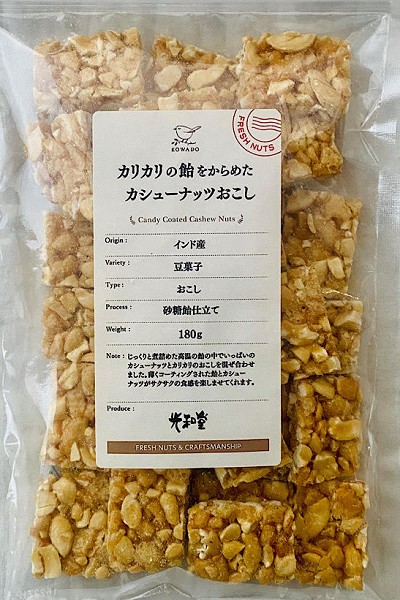 KOWADO
FRESH NUTS
カリカリの飴をからめた
カシューナッツおこし
Candy Coated Cashew Nuts
Origin : インド産
Variety : 豆菓子
Type : おこし
Process : 砂糖飴仕立て
Weight : 180g
Note : じっくりと煮詰めた高温の飴の中でいっぱいの
カシューナッツとカリカリのおこしを混ぜ合わせ
ました。薄くコーティングされた飴とカシュー
ナッツがサクサクの食感を楽しませてくれます。
Produce : 光和堂
FRESH NUTS & CRAFTSMANSHIP